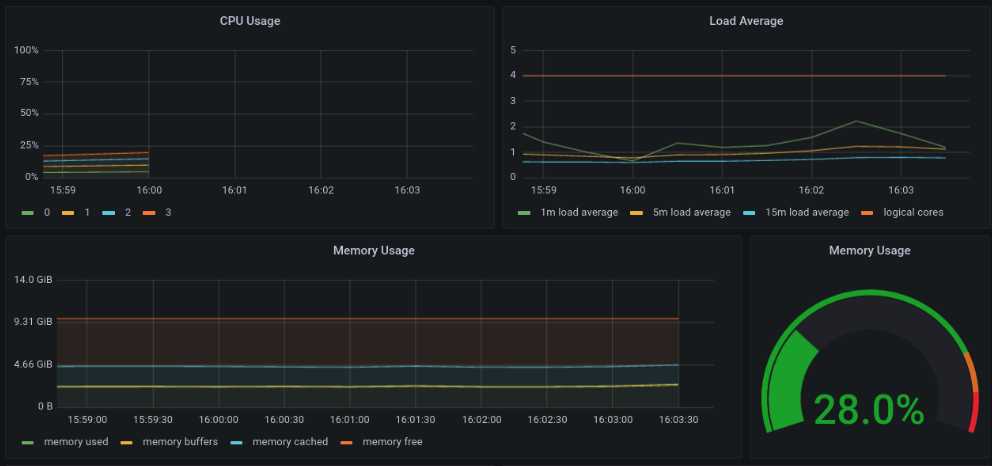 CPU Usage
100%
75%
50%
25%
0%
15:59 16:00 16:01 16:02 16:03
0 1 2 3
Load Average
5
4
3
2
1
0
15:59 16:00 16:01 16:02 16:03
1m load average 5m load average 15m load average logical cores
Memory Usage
14.0 GiB
9.31 GiB
4.66 GiB
0 B
15:59:00 15:59:30 16:00:00 16:00:30 16:01:00 16:01:30 16:02:00 16:02:30 16:03:00 16:03:30
memory used memory buffers memory cached memory free
Memory Usage
28.0%